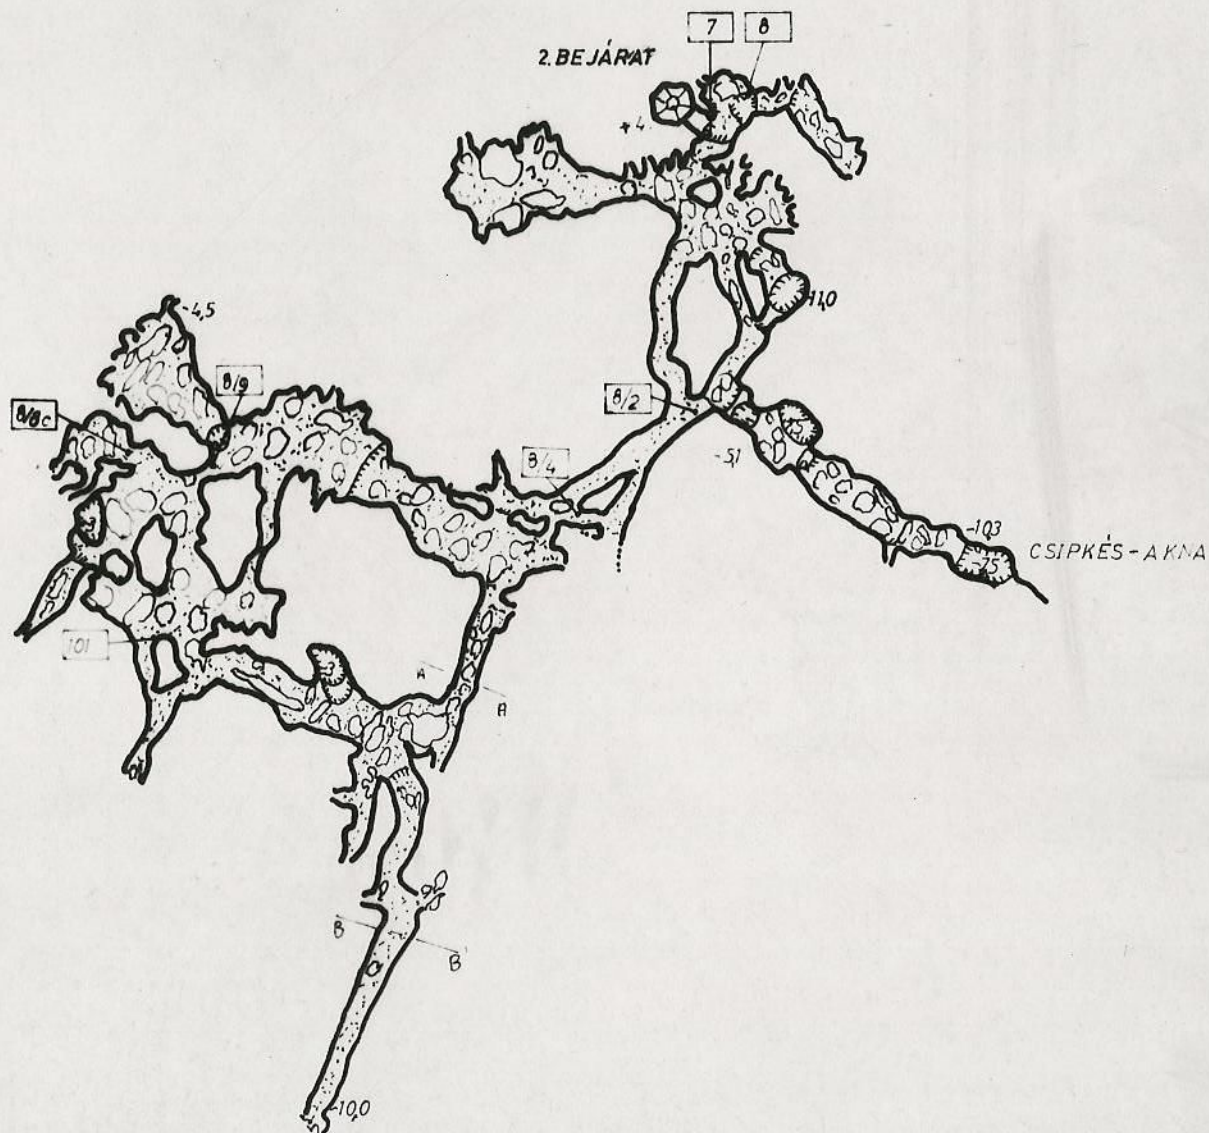 7
8
2. BEJÁRAT
+4
-4,5
-11,0
8/9
8/2
8/8c
8/4
-5,1
-10,3
CSIPKÉS-AKNA
-7,5
101
A
A
B
B
-10,0